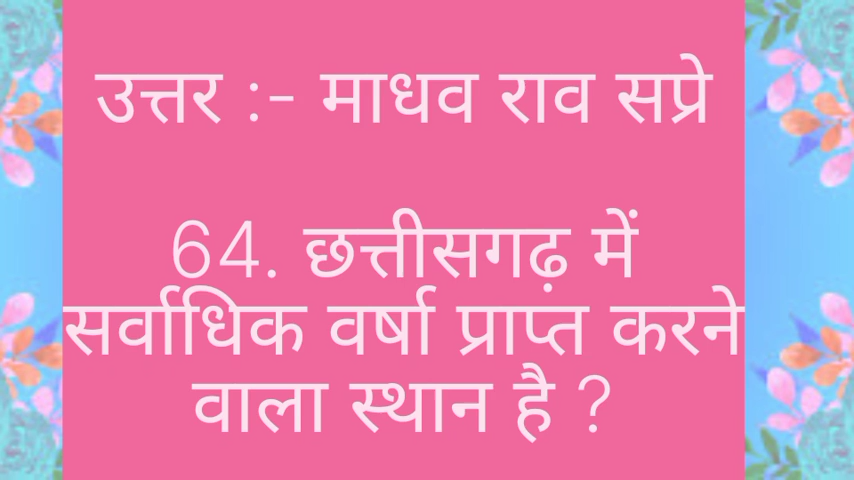 उत्तर :- माधव राव सप्रे
64. छत्तीसगढ़ में
सर्वाधिक वर्षा प्राप्त करने
वाला स्थान है ?